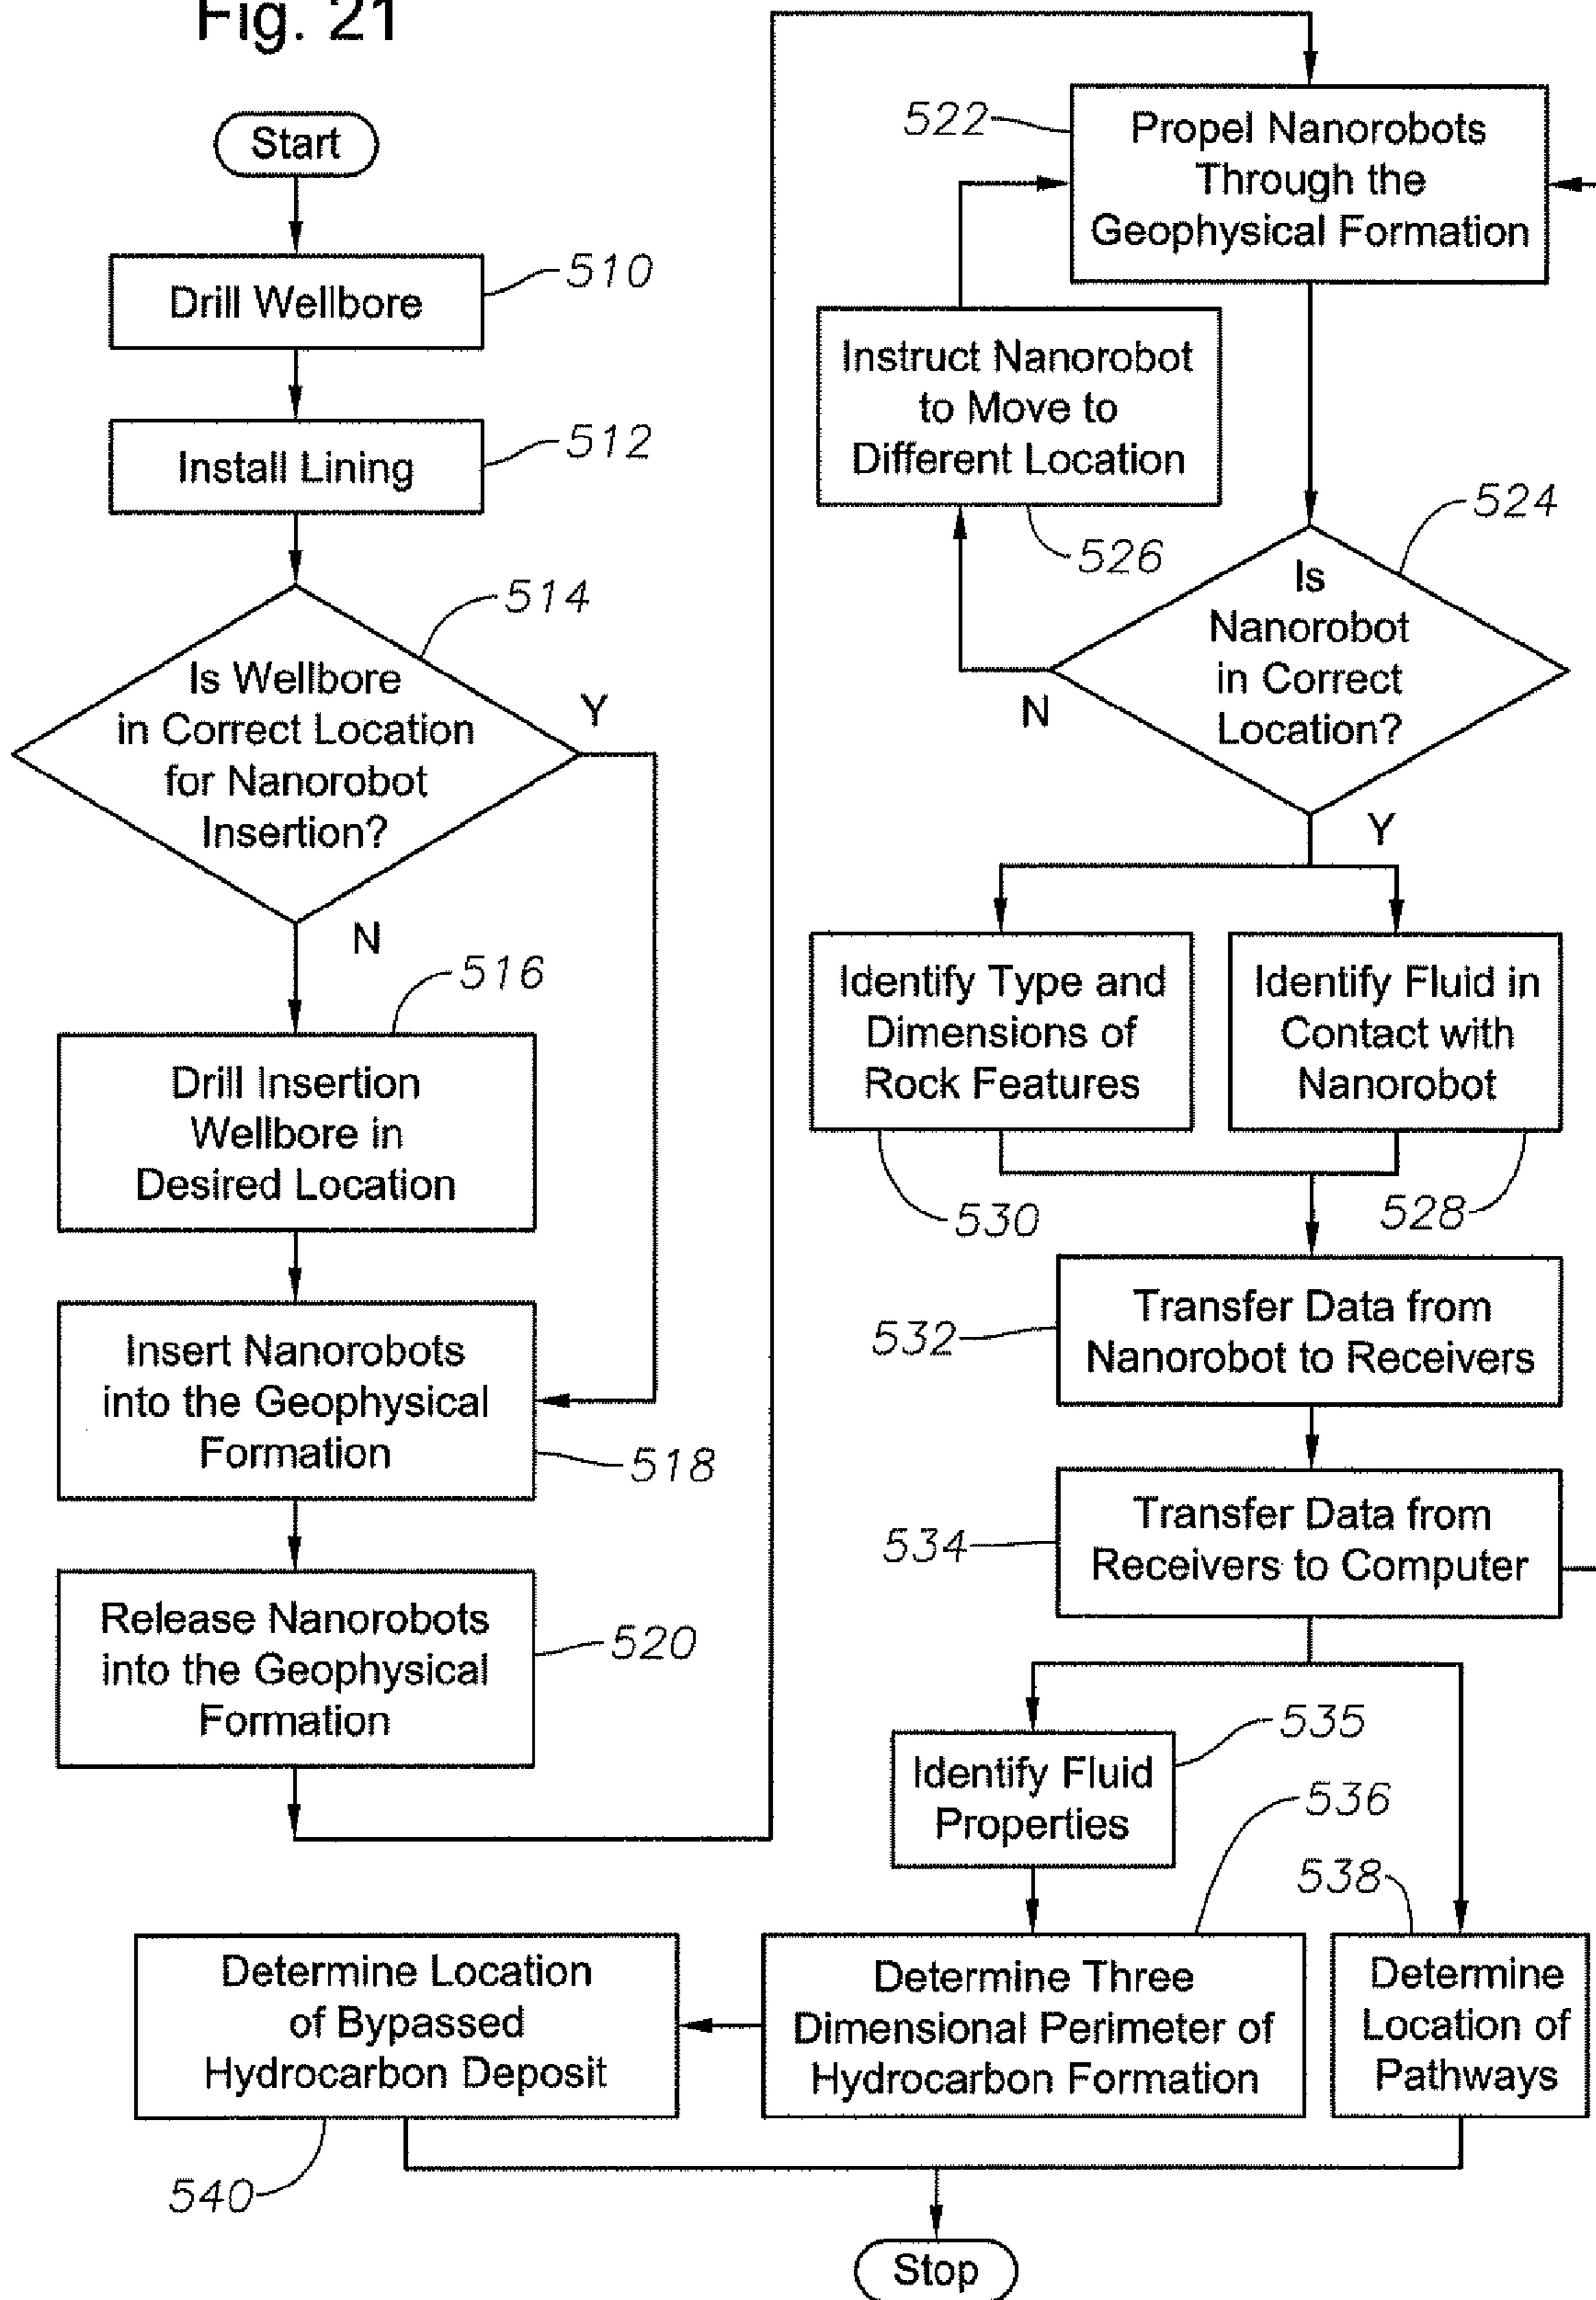 Fig. 21
Start
Drill Wellbore
510
Install Lining
512
514
Is Wellbore
in Correct Location
for Nanorobot
Insertion?
Y
N
516
Drill Insertion
Wellbore in
Desired Location
Insert Nanorobots
into the Geophysical
Formation
518
Release Nanorobots
into the Geophysical
Formation
520
522
Propel Nanorobots
Through the
Geophysical Formation
Instruct Nanorobot
to Move to
Different Location
526
524
Is
Nanorobot
in Correct
Location?
N
Y
Identify Type and
Dimensions of
Rock Features
530
Identify Fluid in
Contact with
Nanorobot
528
532
Transfer Data from
Nanorobot to Receivers
534
Transfer Data from
Receivers to Computer
535
Identify Fluid
Properties
536
538
Determine Location
of Bypassed
Hydrocarbon Deposit
Determine Three
Dimensional Perimeter of
Hydrocarbon Formation
Determine
Location of
Pathways
540
Stop